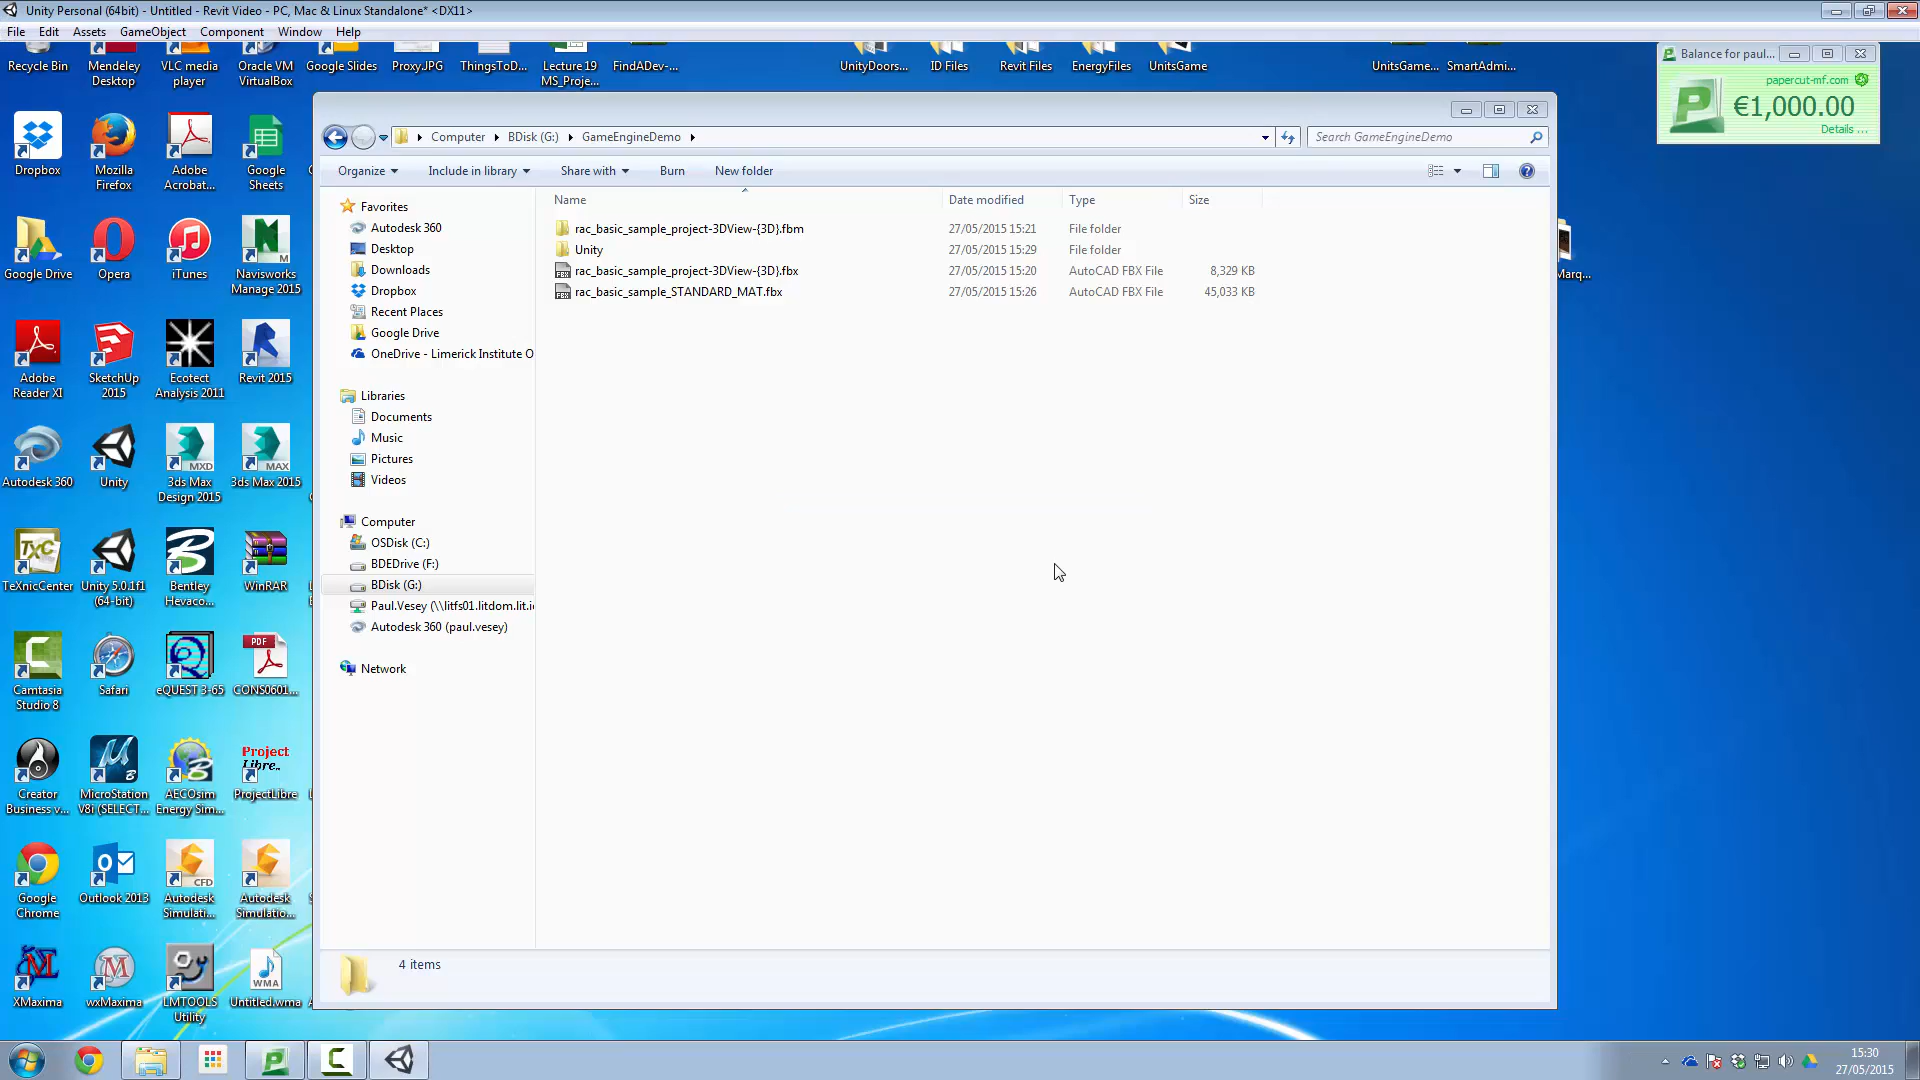 Unity Personal (64bit) - Untitled - Revit Video - PC, Mac & Linux Standalone* <DX11>
File Edit Assets GameObject Component Window Help
Recycle Bin
Mendeley Desktop
VLC media player
Oracle VM VirtualBox
Google Slides
Proxy.JPG
ThingsToD...
Lecture 19 MS_Proje...
FindADev-...
UnityDoors...
ID Files
Revit Files
EnergyFiles
UnitsGame
UnitsGame...
SmartAdmi...
Balance for paul...
papercut-mf.com
€1,000.00
Details ...
Computer BDisk (G:) GameEngineDemo
Search GameEngineDemo
Organize Include in library Share with Burn New folder
Name Date modified Type Size
rac_basic_sample_project-3DView-{3D}.fbm 27/05/2015 15:21 File folder
Unity 27/05/2015 15:29 File folder
rac_basic_sample_project-3DView-{3D}.fbx 27/05/2015 15:20 AutoCAD FBX File 8,329 KB
rac_basic_sample_STANDARD_MAT.fbx 27/05/2015 15:26 AutoCAD FBX File 45,033 KB
Favorites
Autodesk 360
Desktop
Downloads
Dropbox
Recent Places
Google Drive
OneDrive - Limerick Institute O
Libraries
Documents
Music
Pictures
Videos
Computer
OSDisk (C:)
BDEDrive (F:)
BDisk (G:)
Paul.Vesey (\\litfs01.litdom.lit.i
Autodesk 360 (paul.vesey)
Network
4 items
Dropbox
Mozilla Firefox
Adobe Acrobat...
Google Sheets
Google Drive
Opera
iTunes
Navisworks Manage 2015
Marq...
Adobe Reader XI
SketchUp 2015
Ecotect Analysis 2011
Revit 2015
Autodesk 360
Unity
MXD
3ds Max Design 2015
MAX
3ds Max 2015
TXC
TeXnicCenter
Unity 5.0.1f1 (64-bit)
Bentley Hevaco...
WinRAR
Camtasia Studio 8
Safari
eQUEST 3-65
PDF
CONS0601...
Creator Business v...
MicroStation V8i (SELECT...
AECOsim Energy Sim...
Project Libre..
ProjectLibre
Google Chrome
Outlook 2013
CFD
Autodesk Simulati...
Autodesk Simulatio...
XMaxima
wxMaxima
LMTOOLS Utility
WMA
Untitled.wma
15:30
27/05/2015